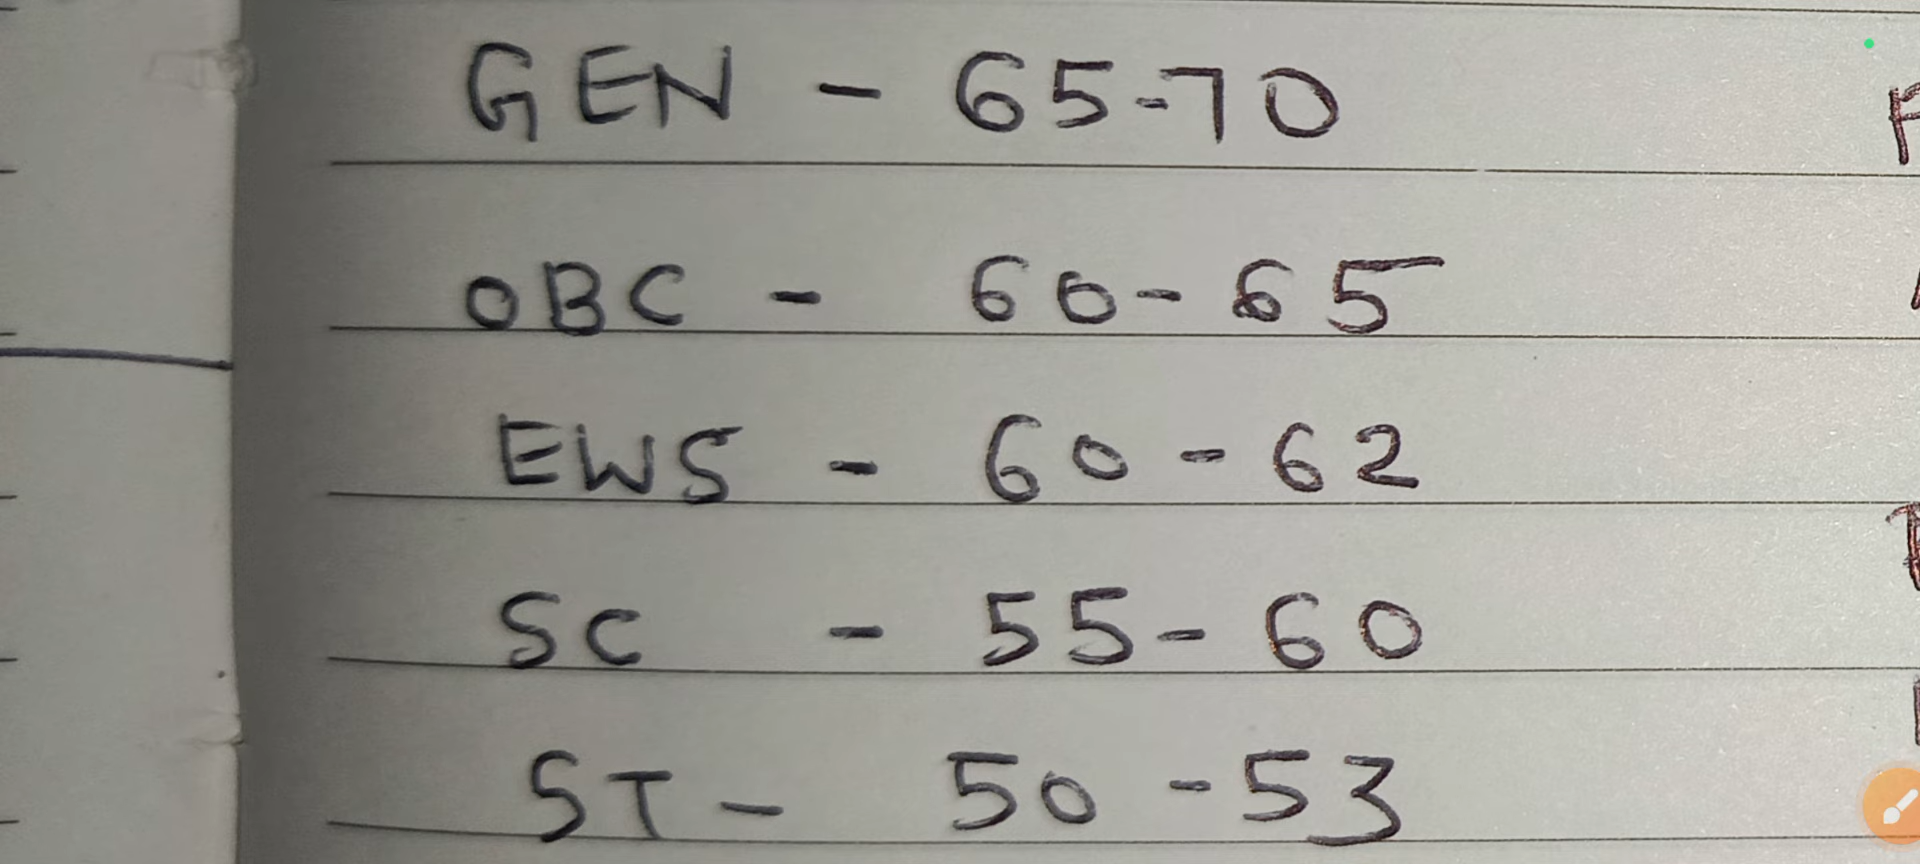 GEN - 65-70
OBC - 60-65
EWS - 60-62
SC - 55-60
ST - 50-53